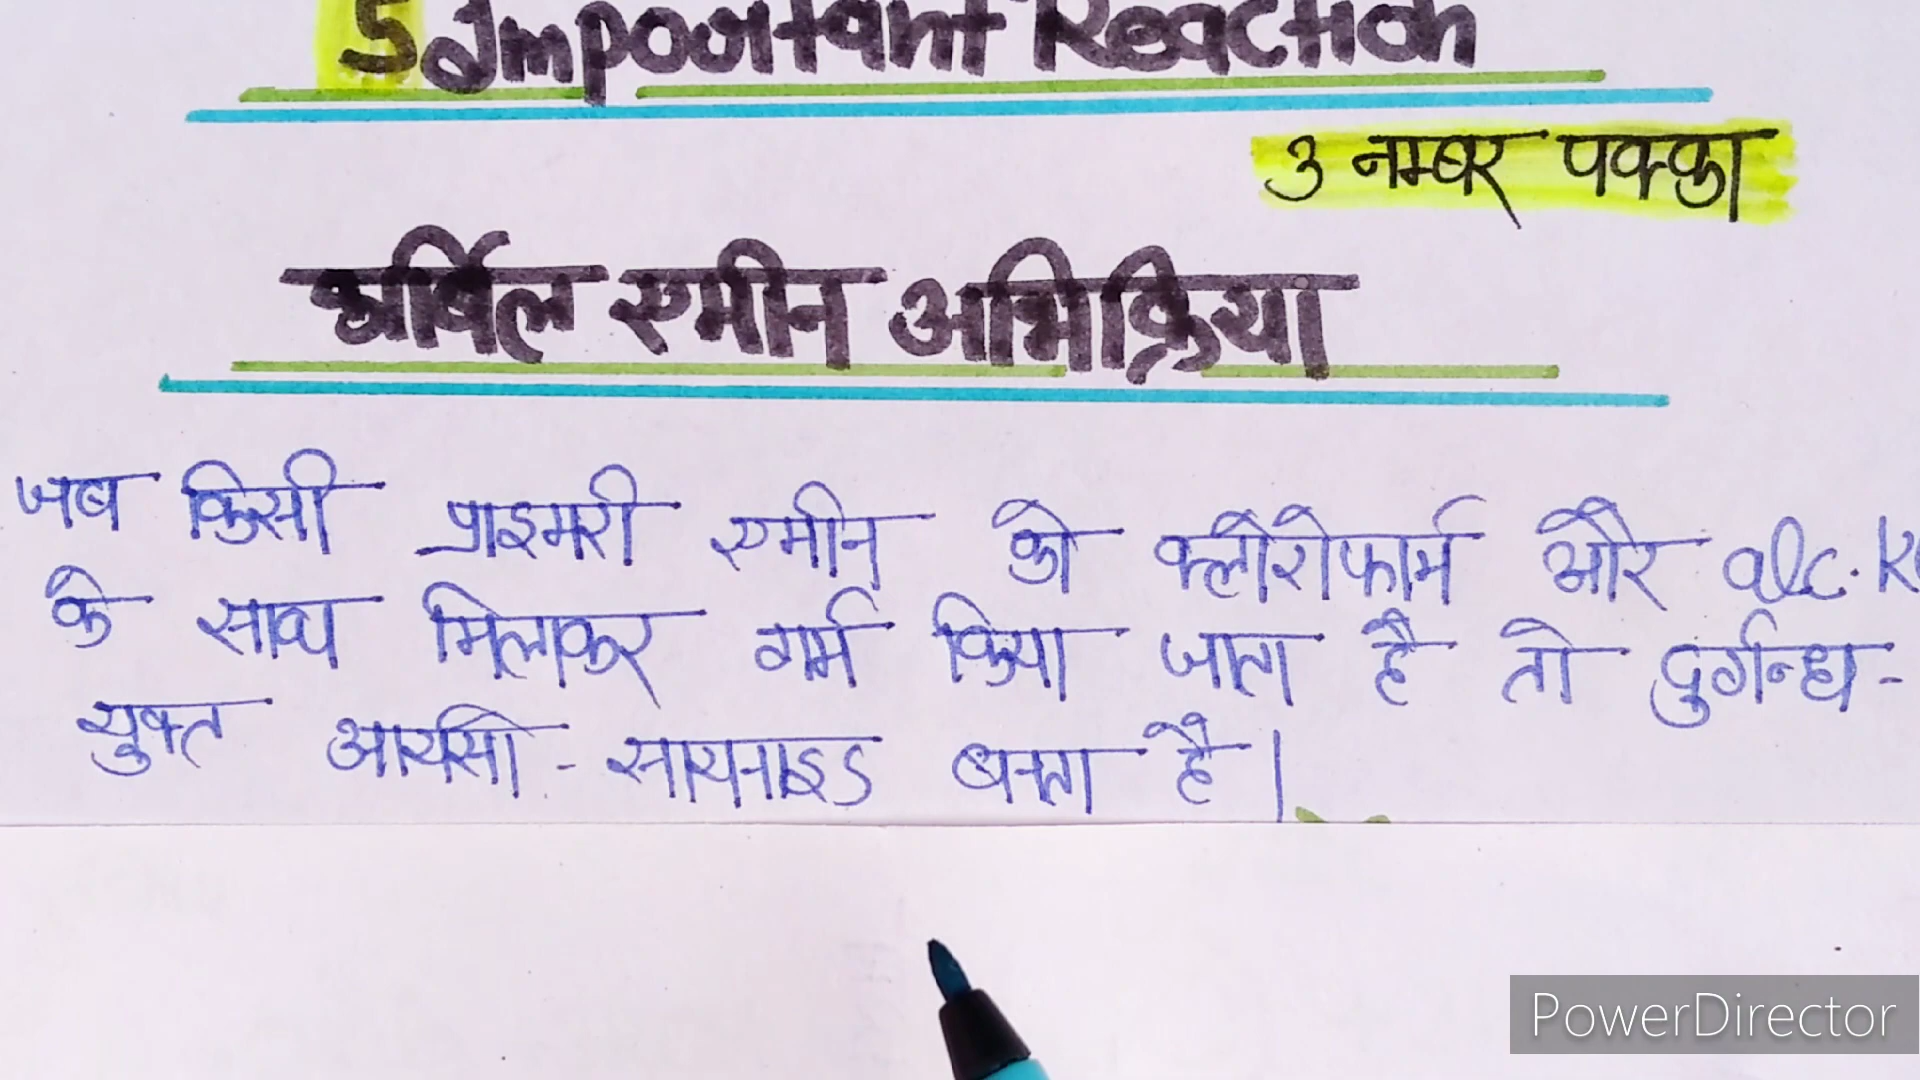 5 Important Reaction
3 नम्बर पक्का
कार्बिल एमीन अभिक्रिया
जब किसी प्राइमरी एमीन को क्लोरोफार्म और alc. K
के साथ मिलाकर गर्म किया जाता है तो दुर्गन्ध-
युक्त आयसो-सायनाइड बनता है।
PowerDirector